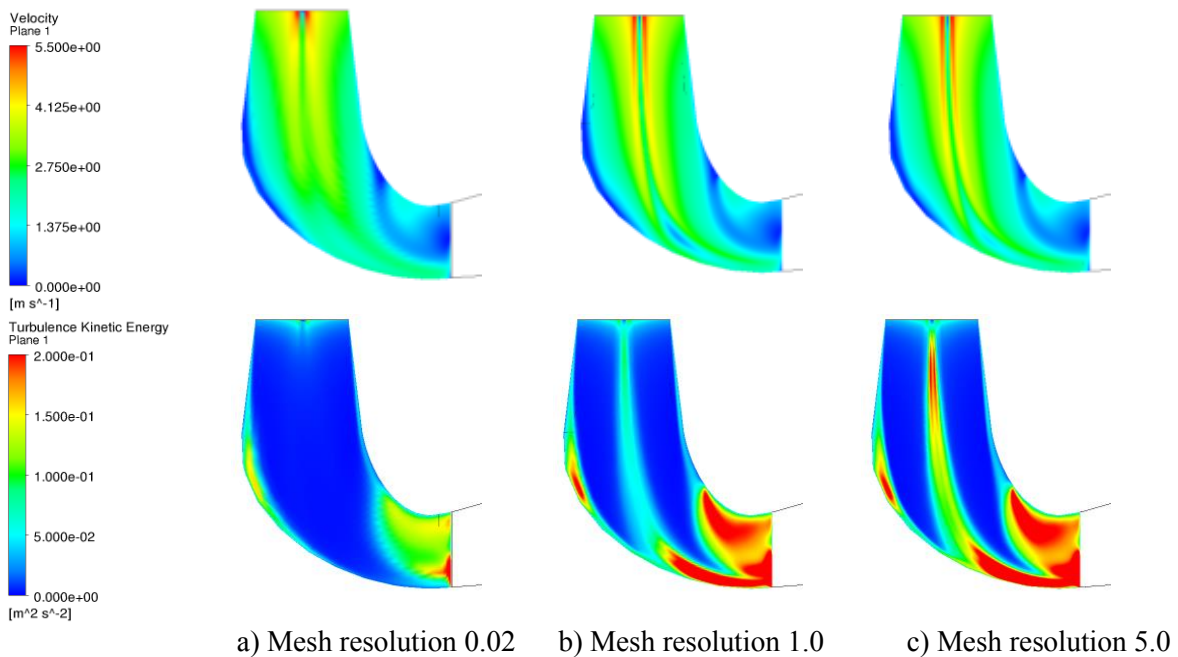 Velocity
Plane 1
5.500e+00
4.125e+00
2.750e+00
1.375e+00
0.000e+00
[m s^-1]
Turbulence Kinetic Energy
Plane 1
2.000e-01
1.500e-01
1.000e-01
5.000e-02
0.000e+00
[m^2 s^-2]
a) Mesh resolution 0.02 b) Mesh resolution 1.0 c) Mesh resolution 5.0